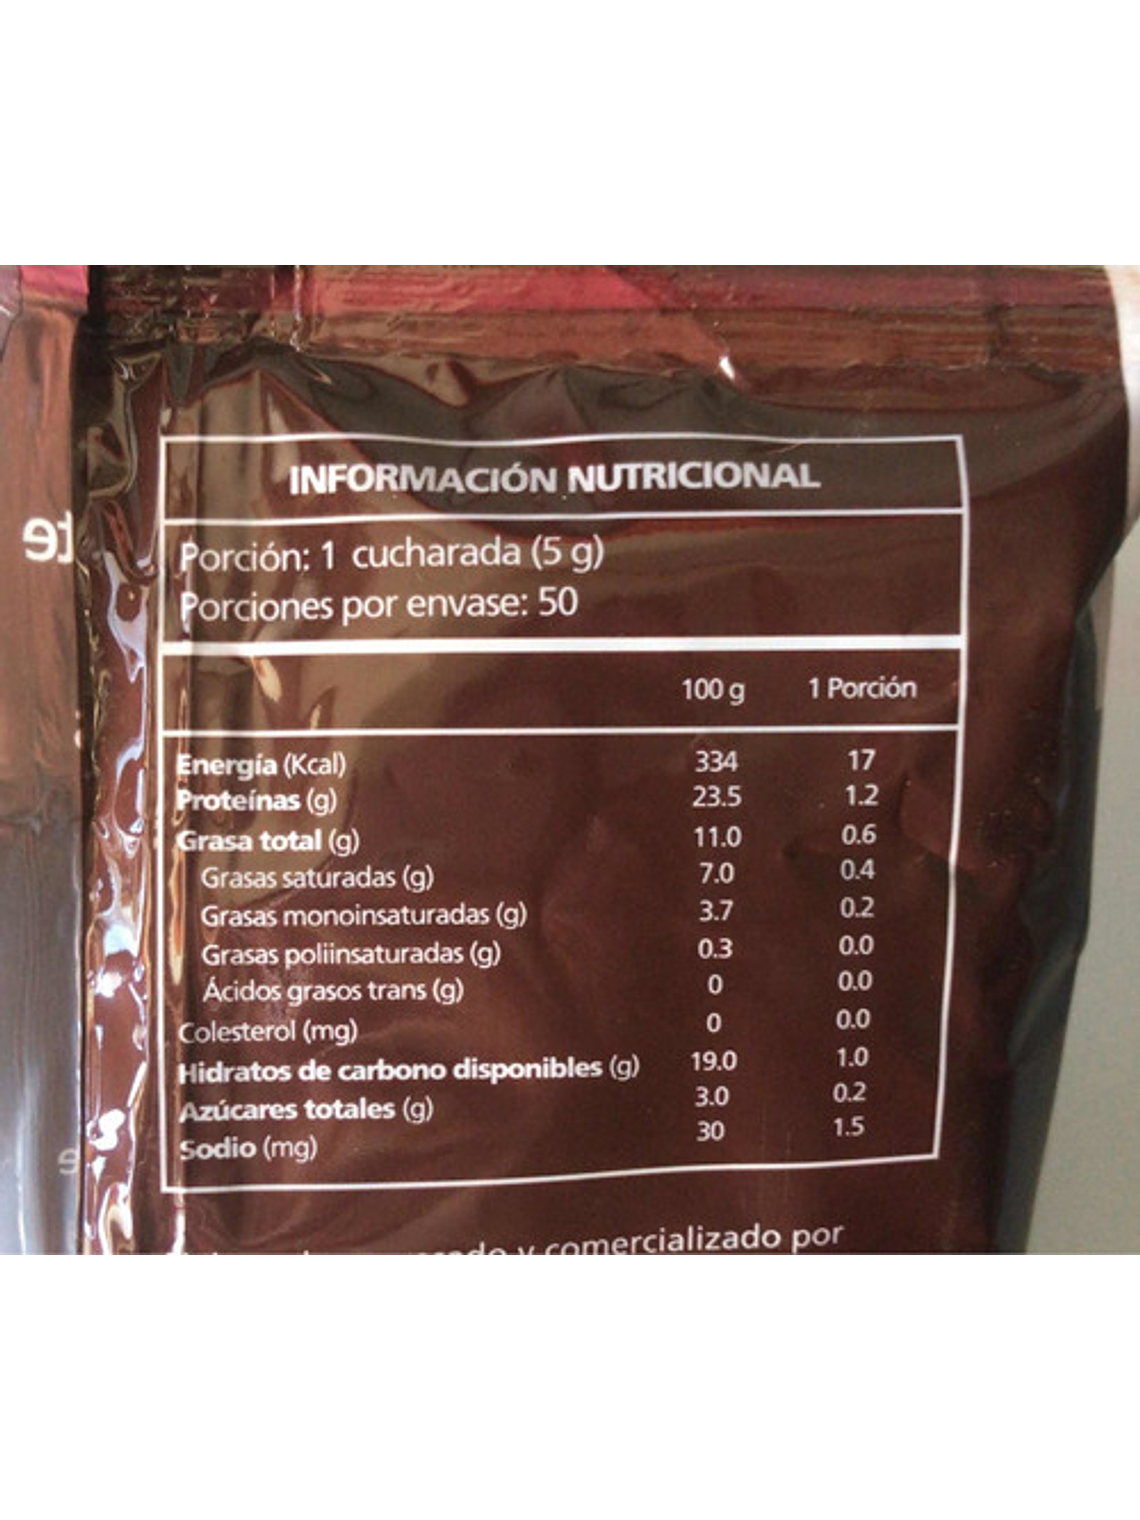 INFORMACIÓN NUTRICIONAL
Porción: 1 cucharada (5 g)
Porciones por envase: 50
100 g 1 Porción
Energía (Kcal) 334 17
Proteínas (g) 23.5 1.2
Grasa total (g) 11.0 0.6
Grasas saturadas (g) 7.0 0.4
Grasas monoinsaturadas (g) 3.7 0.2
Grasas poliinsaturadas (g) 0.3 0.0
Ácidos grasos trans (g) 0 0.0
Colesterol (mg) 0 0.0
Hidratos de carbono disponibles (g) 19.0 1.0
Azúcares totales (g) 3.0 0.2
Sodio (mg) 30 1.5
y comercializado por